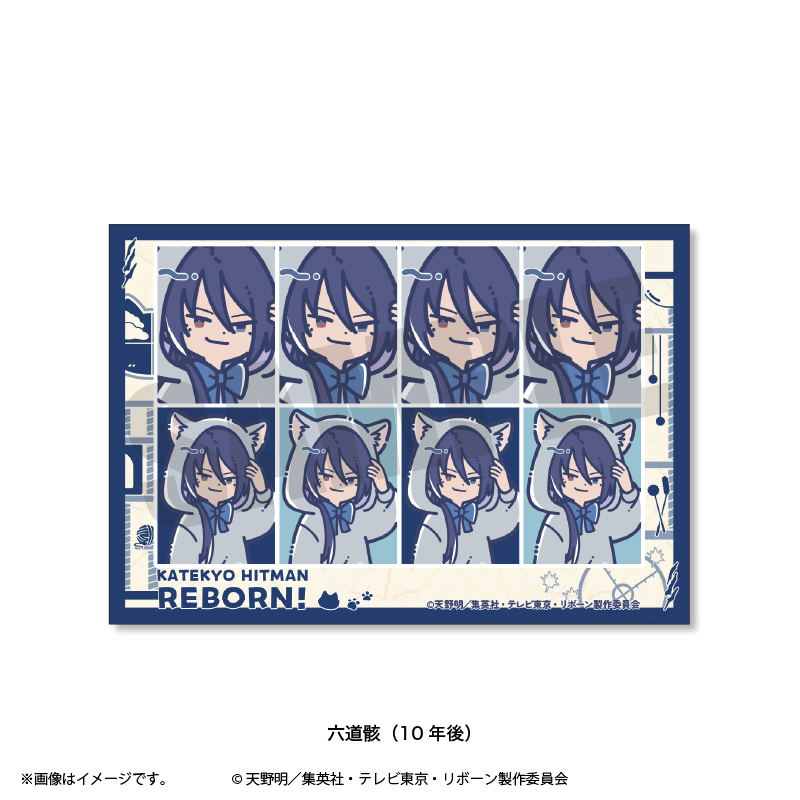 KATEKYO HITMAN
REBORN!
©天野明／集英社・テレビ東京・リボーン製作委員会
六道骸（10年後）
※画像はイメージです。
©天野明／集英社・テレビ東京・リボーン製作委員会